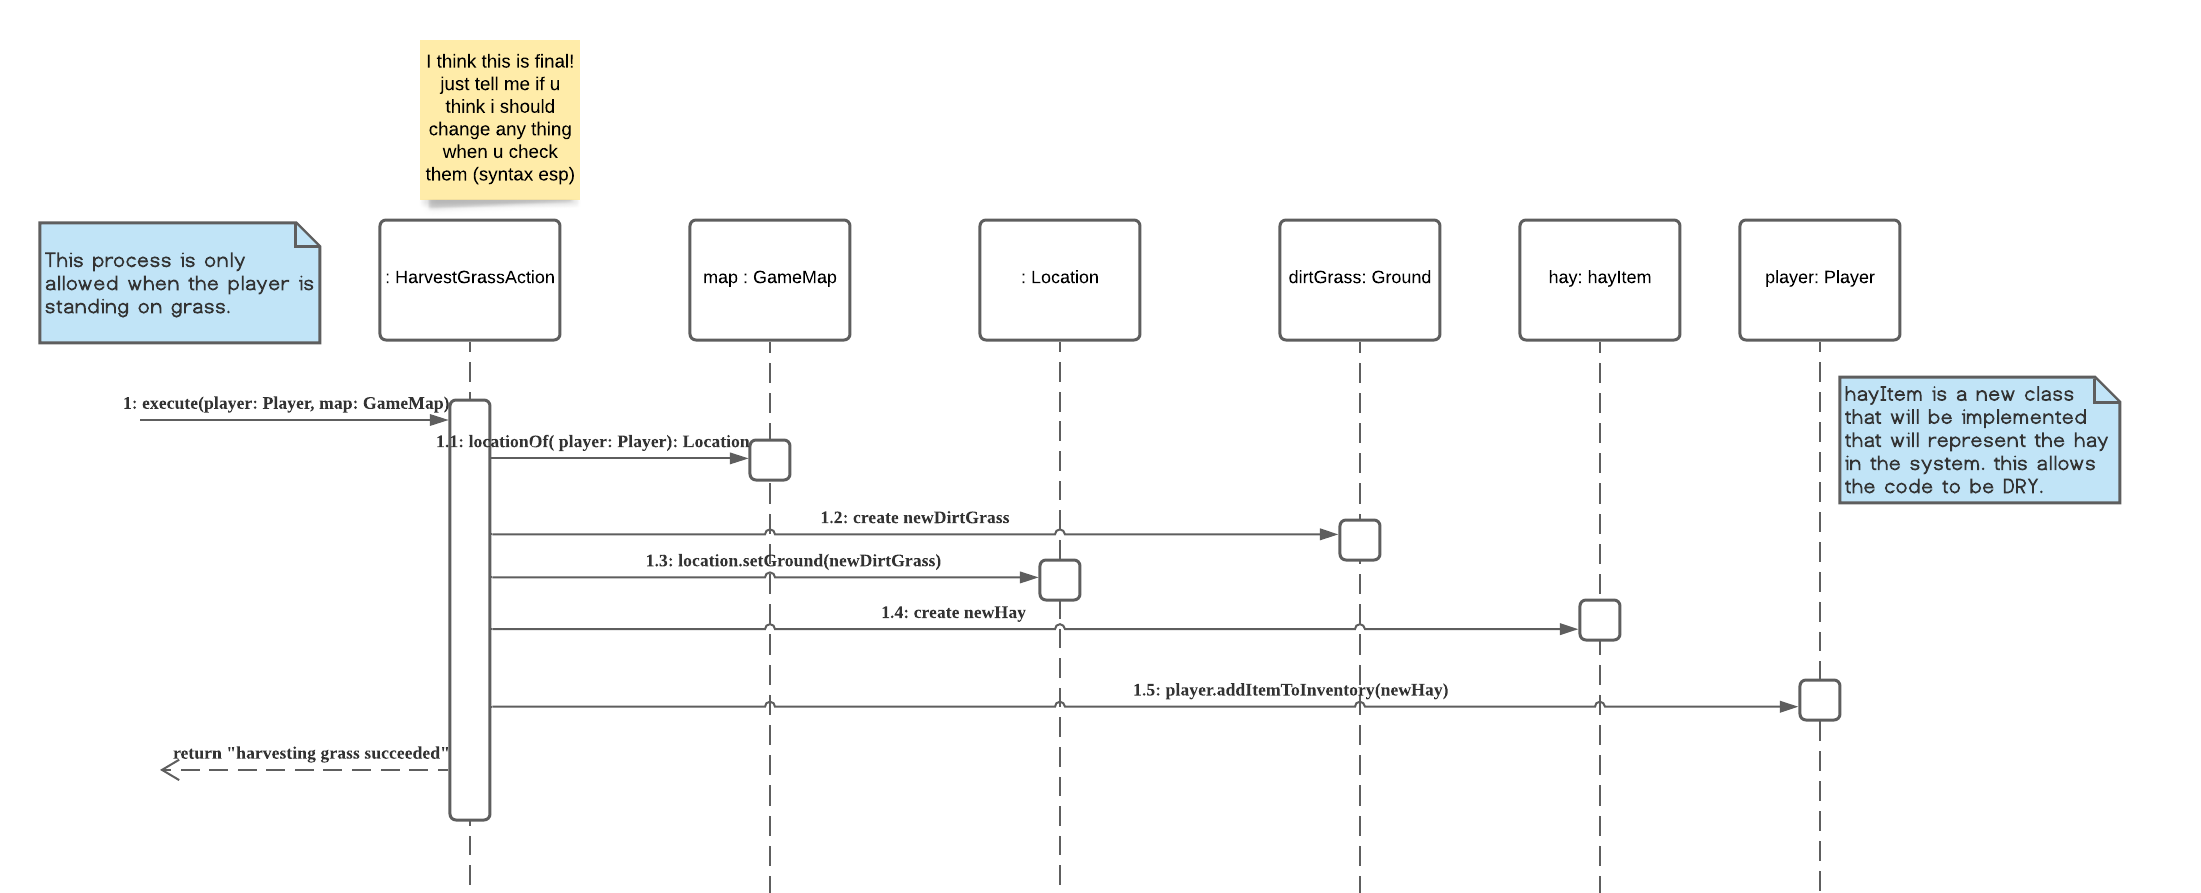 I think this is final!
just tell me if u
think i should
change any thing
when u check
them (syntax esp)
This process is only
allowed when the player is
standing on grass.
: HarvestGrassAction
map : GameMap
: Location
dirtGrass: Ground
hay: hayItem
player: Player
hayItem is a new class
that will be implemented
that will represent the hay
in the system. this allows
the code to be DRY.
1: execute(player: Player, map: GameMap)
1.1: locationOf( player: Player): Location
1.2: create newDirtGrass
1.3: location.setGround(newDirtGrass)
1.4: create newHay
1.5: player.addItemToInventory(newHay)
return "harvesting grass succeeded"